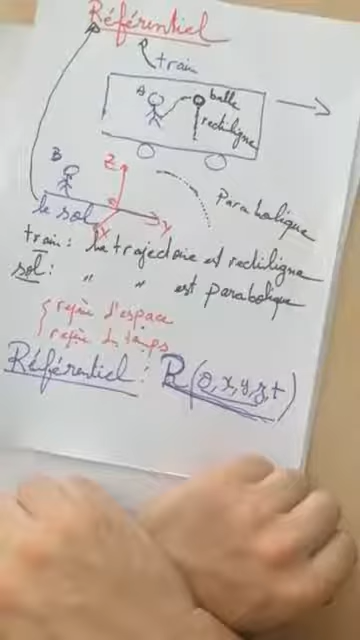 Référentiel
train
A
balle
rectiligne
B
Z
Parabolique
le sol
X
Y
train : la trajectoire est rectiligne
sol : " " est parabolique
{ repère d'espace
repère de temps
Référentiel : R(o, x, y, z, t)